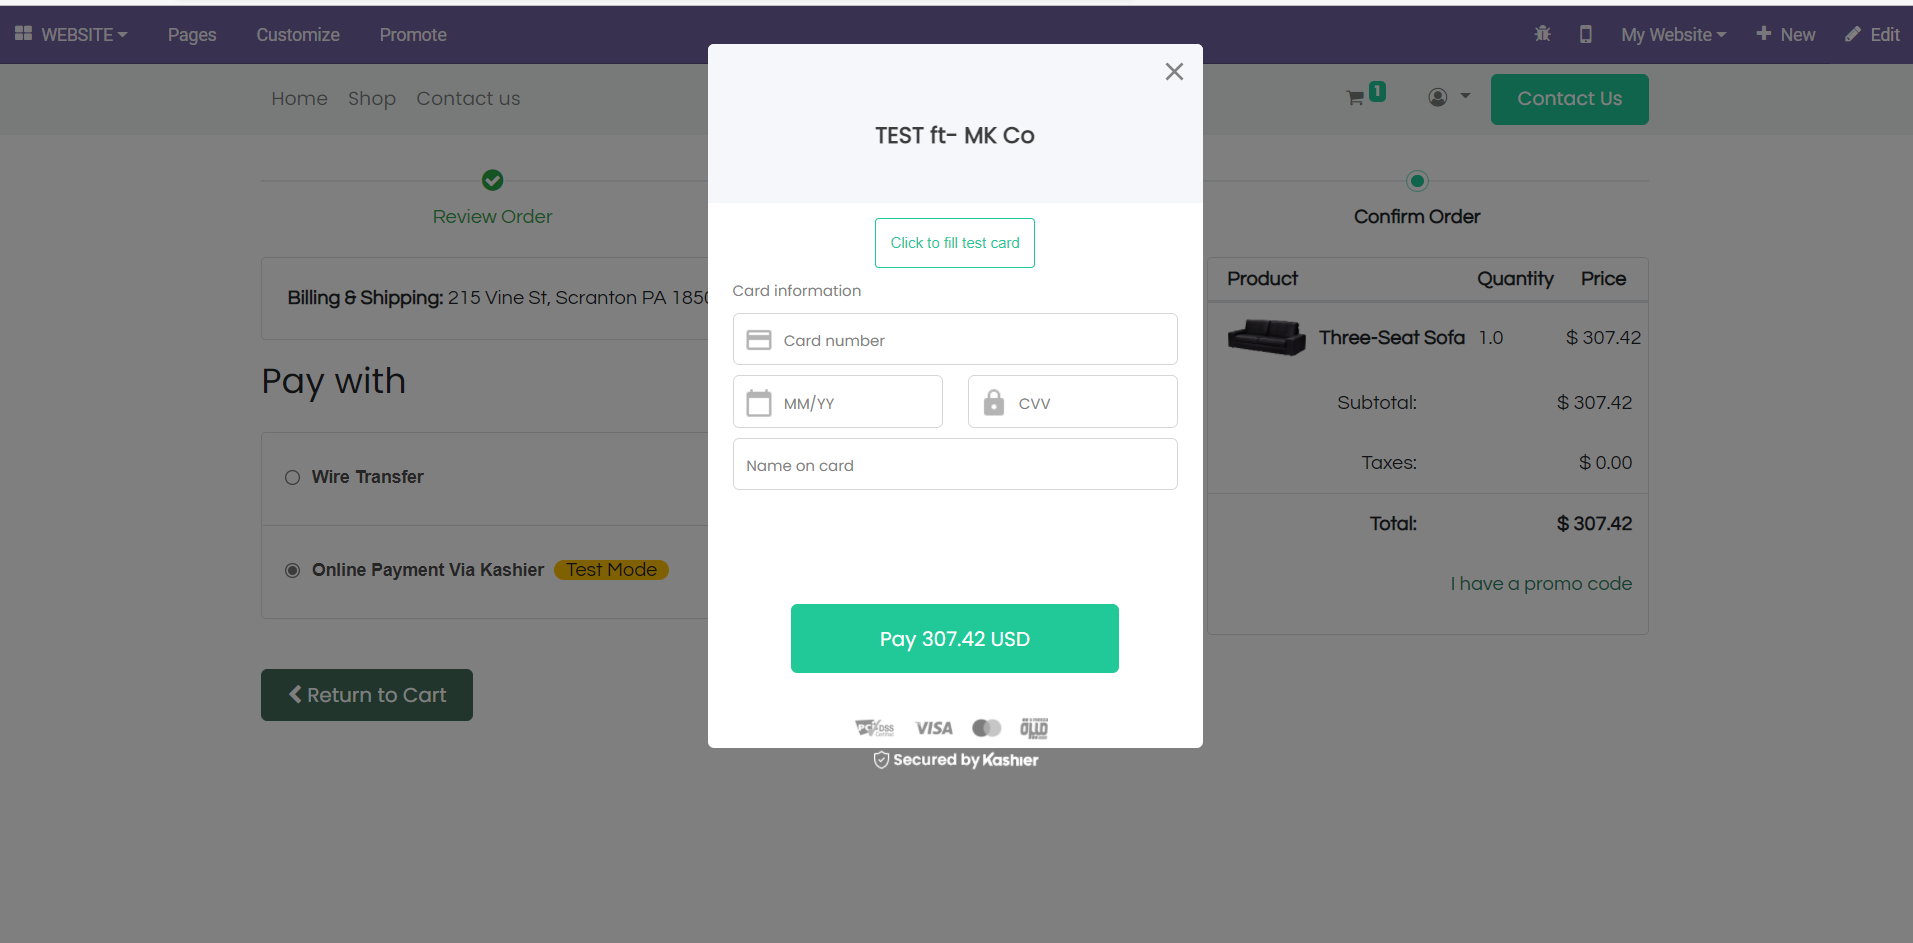 WEBSITE Pages Customize Promote My Website New Edit
Home Shop Contact us 1 Contact Us
Review Order
Confirm Order
Billing & Shipping: 215 Vine St, Scranton PA 1850
Pay with
Wire Transfer
Online Payment Via Kashier Test Mode
Return to Cart
TEST ft- MK Co
Click to fill test card
Card information
Card number
MM/YY CVV
Name on card
Pay 307.42 USD
PCI DSS Certified VISA
Secured by Kashier
Product Quantity Price
Three-Seat Sofa 1.0 $ 307.42
Subtotal: $ 307.42
Taxes: $ 0.00
Total: $ 307.42
I have a promo code